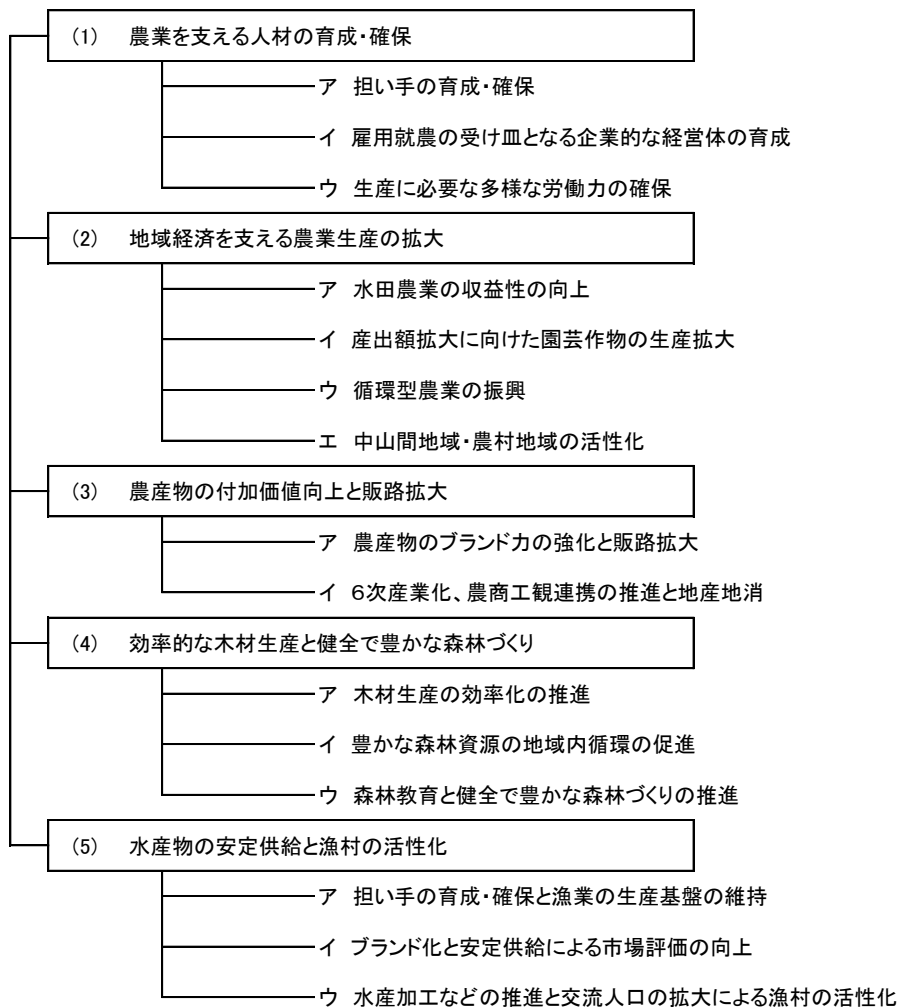 (1) 農業を支える人材の育成・確保
ア 担い手の育成・確保
イ 雇用就農の受け皿となる企業的な経営体の育成
ウ 生産に必要な多様な労働力の確保
(2) 地域経済を支える農業生産の拡大
ア 水田農業の収益性の向上
イ 産出額拡大に向けた園芸作物の生産拡大
ウ 循環型農業の振興
エ 中山間地域・農村地域の活性化
(3) 農産物の付加価値向上と販路拡大
ア 農産物のブランド力の強化と販路拡大
イ 6次産業化、農商工観連携の推進と地産地消
(4) 効率的な木材生産と健全で豊かな森林づくり
ア 木材生産の効率化の推進
イ 豊かな森林資源の地域内循環の促進
ウ 森林教育と健全で豊かな森林づくりの推進
(5) 水産物の安定供給と漁村の活性化
ア 担い手の育成・確保と漁業の生産基盤の維持
イ ブランド化と安定供給による市場評価の向上
ウ 水産加工などの推進と交流人口の拡大による漁村の活性化